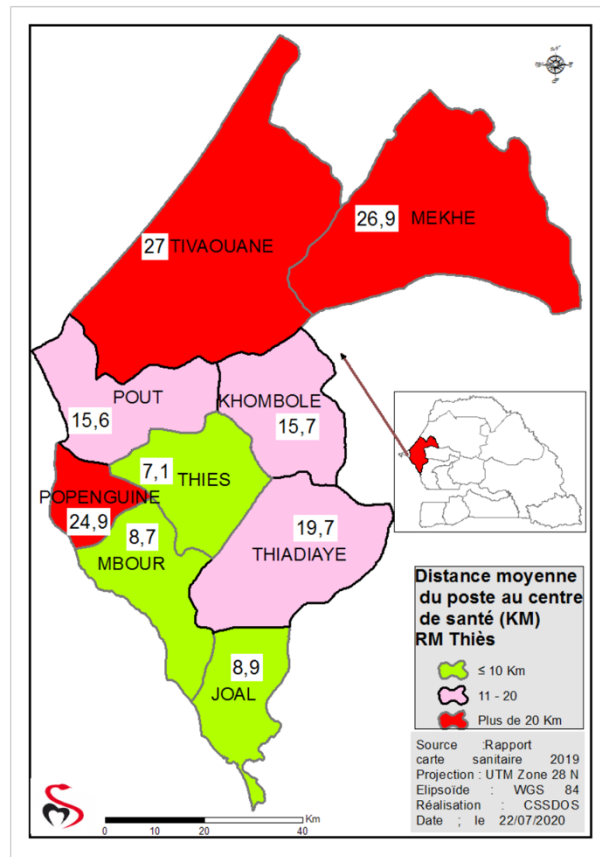 26,9 MEKHE
27 TIVAOUANE
POUT
KHOMBOLE
15,6
15,7
7,1
THIES
POPENGUINE
24,9
8,7
MBOUR
19,7
THIADIAYE
8,9
JOAL
Distance moyenne
du poste au centre
de santé (KM)
RM Thiès
≤ 10 Km
11 - 20
Plus de 20 Km
Source :Rapport
carte sanitaire 2019
Projection : UTM Zone 28 N
Elipsoïde : WGS 84
Réalisation : CSSDOS
Date ; le 22/07/2020
Km
0 10 20 40